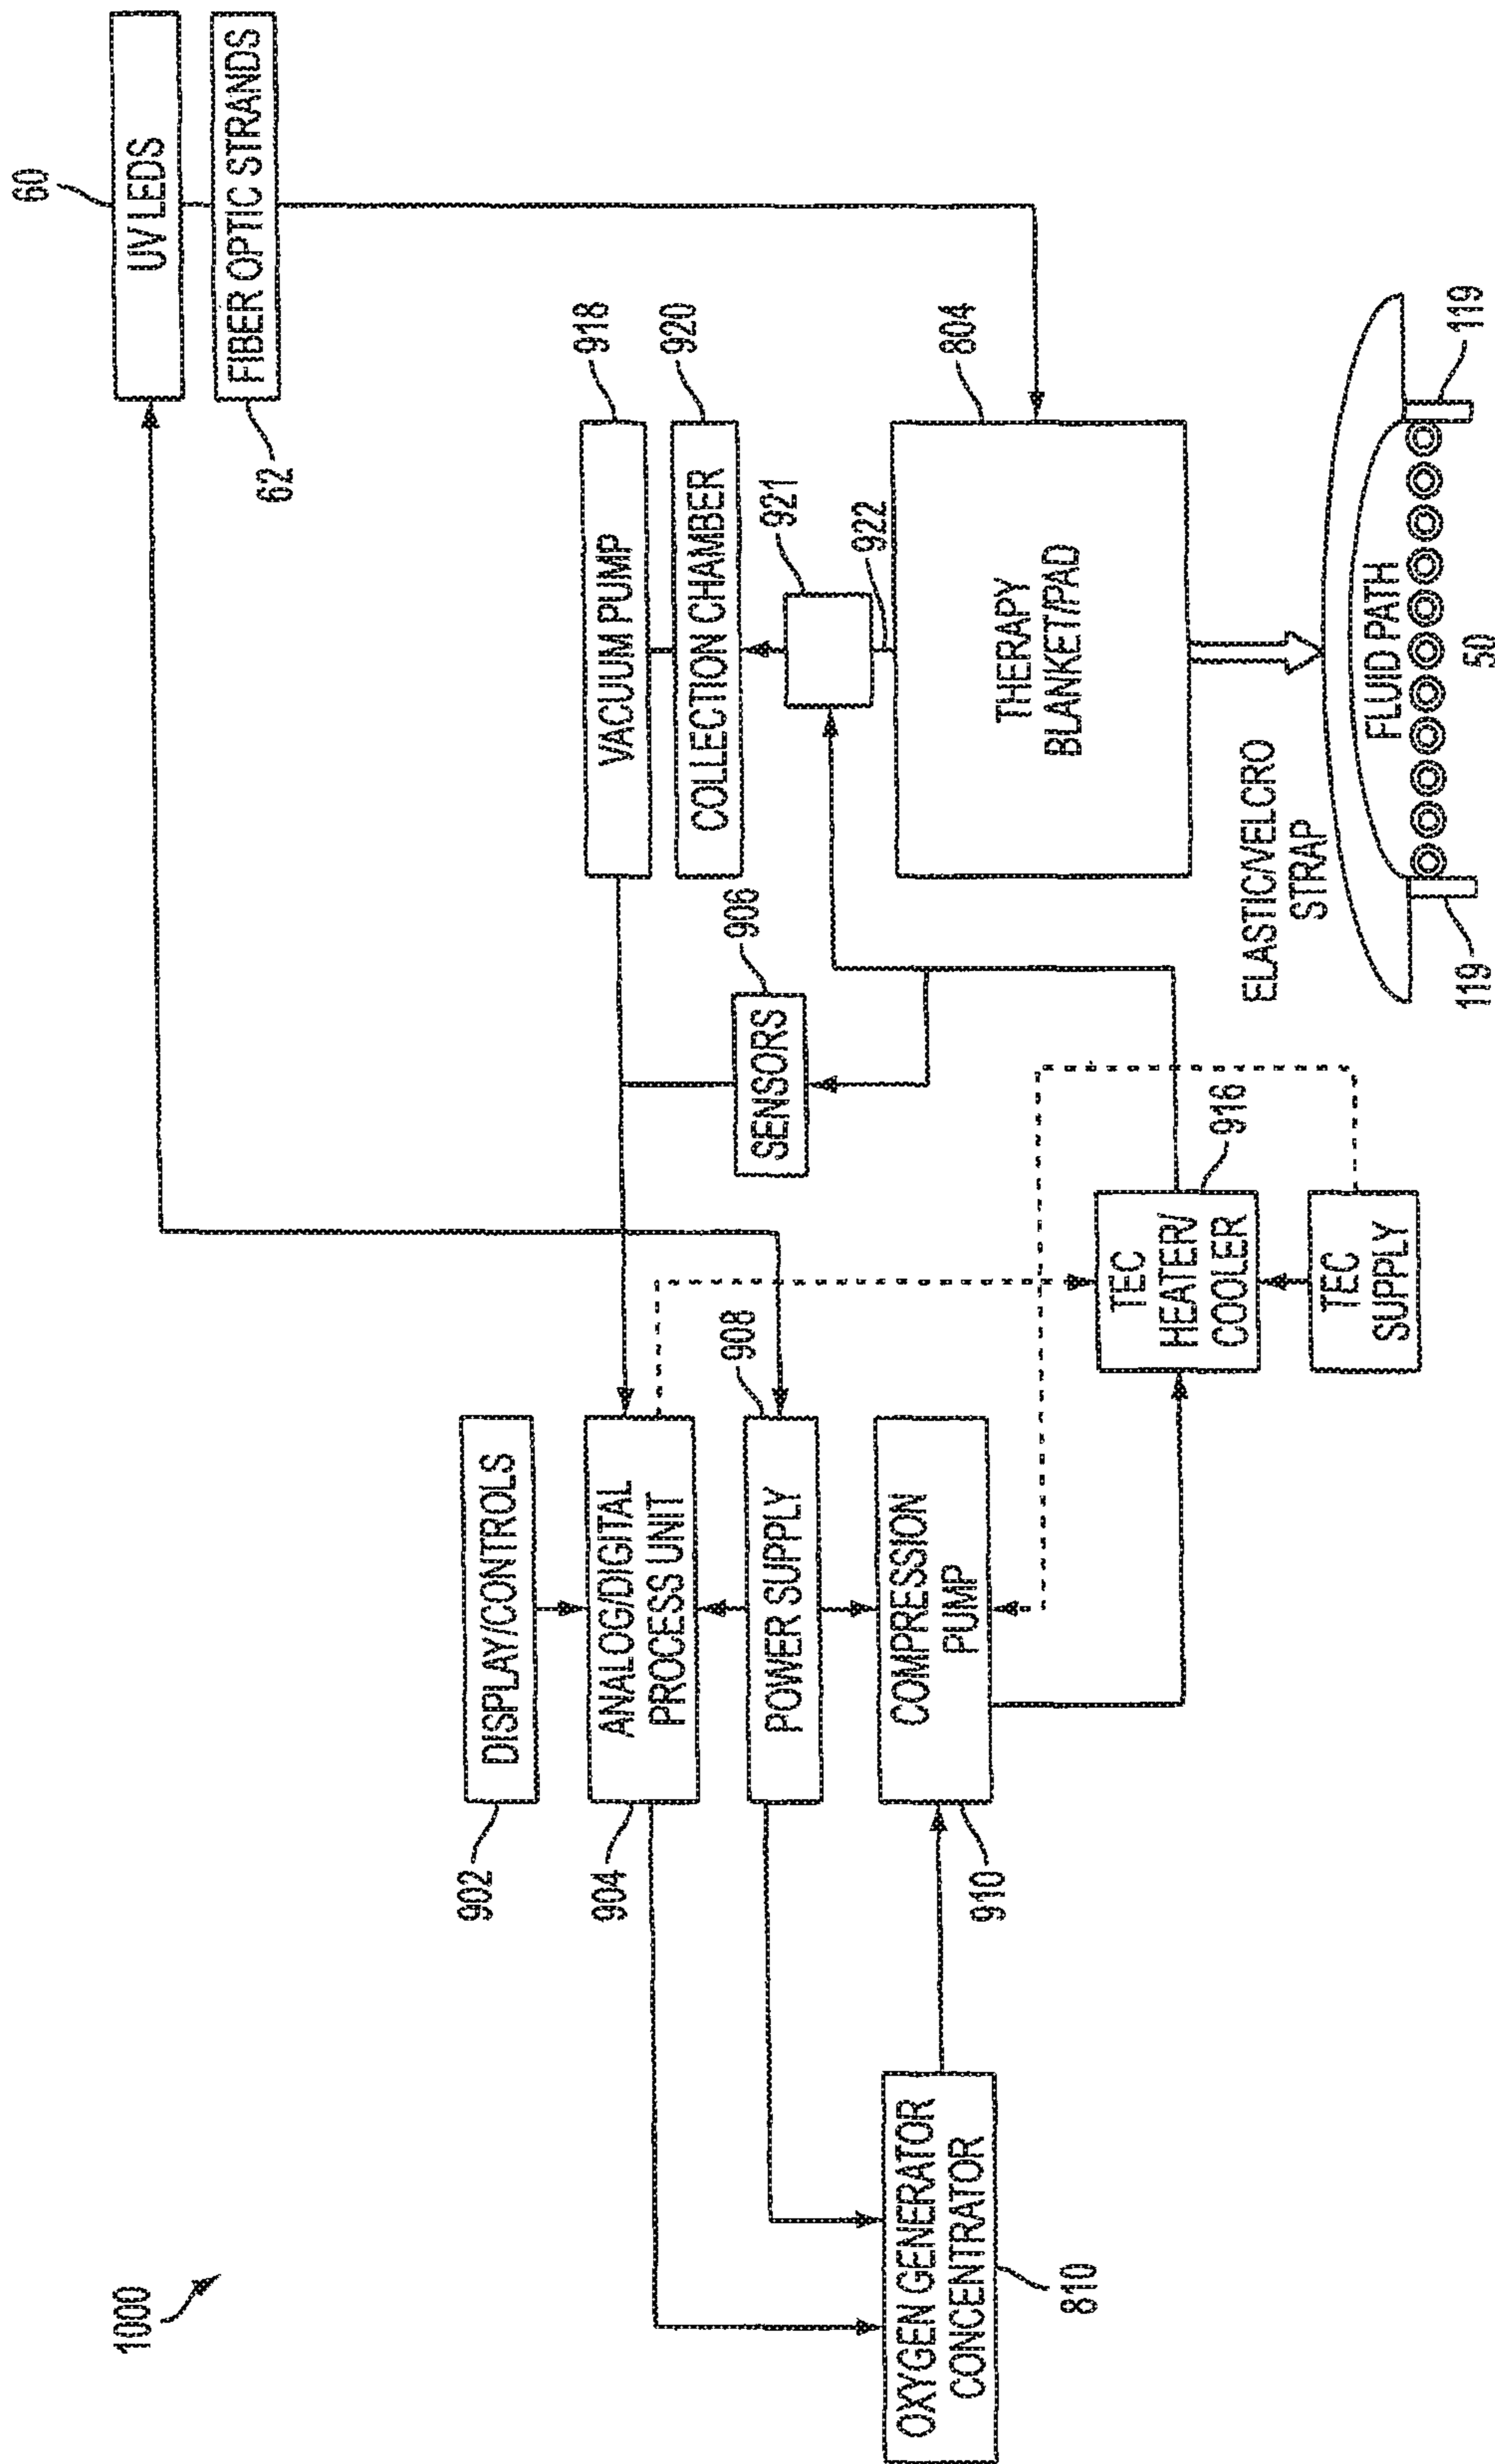 1000
60
UV LEDS
FIBER OPTIC STRANDS
62
918
VACUUM PUMP
920
COLLECTION CHAMBER
921
922
804
THERAPY
BLANKET/PAD
906
SENSORS
902
DISPLAY/CONTROLS
904
ANALOG/DIGITAL
PROCESS UNIT
908
POWER SUPPLY
910
COMPRESSION
PUMP
810
OXYGEN GENERATOR
CONCENTRATOR
916
TEC
HEATER/
COOLER
TEC
SUPPLY
ELASTIC/VELCRO
STRAP
FLUID PATH
119
119
50